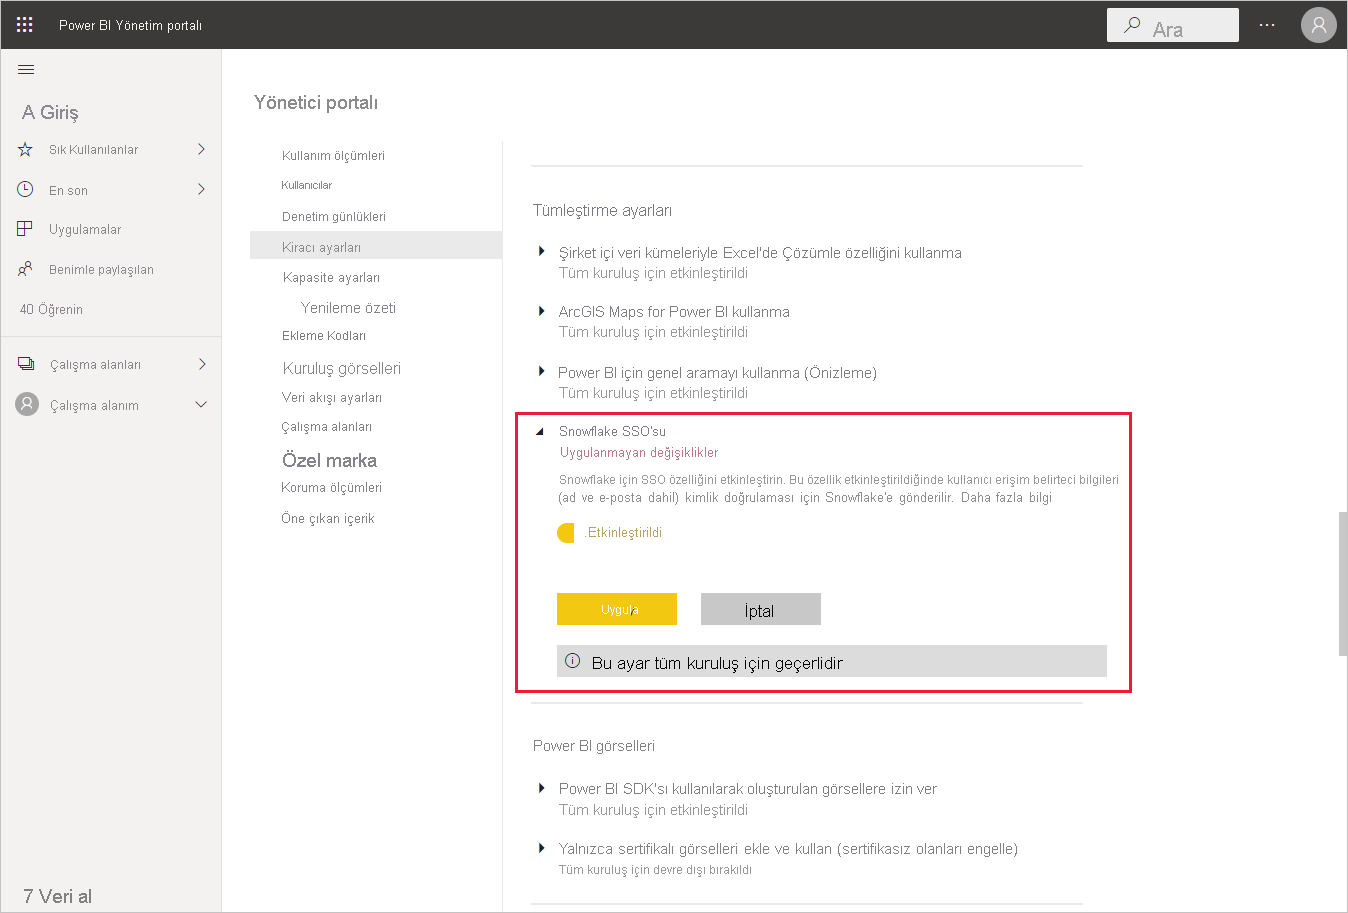 Power BI Yönetim portalı
Ara
A Giriş
Sık Kullanılanlar
En son
Uygulamalar
Benimle paylaşılan
40 Öğrenin
Çalışma alanları
Çalışma alanım
7 Veri al
Yönetici portalı
Kullanım ölçümleri
Kullanıcılar
Denetim günlükleri
Kiracı ayarları
Kapasite ayarları
Yenileme özeti
Ekleme Kodları
Kuruluş görselleri
Veri akışı ayarları
Çalışma alanları
Özel marka
Koruma ölçümleri
Öne çıkan içerik
Tümleştirme ayarları
Şirket içi veri kümeleriyle Excel'de Çözümle özelliğini kullanma
Tüm kuruluş için etkinleştirildi
ArcGIS Maps for Power BI kullanma
Tüm kuruluş için etkinleştirildi
Power BI için genel aramayı kullanma (Önizleme)
Tüm kuruluş için etkinleştirildi
Snowflake SSO'su
Uygulanmayan değişiklikler
Snowflake için SSO özelliğini etkinleştirin. Bu özellik etkinleştirildiğinde kullanıcı erişim belirteci bilgileri
(ad ve e-posta dahil) kimlik doğrulaması için Snowflake'e gönderilir. Daha fazla bilgi
.Etkinleştirildi
Uygula
İptal
Bu ayar tüm kuruluş için geçerlidir
Power BI görselleri
Power BI SDK'sı kullanılarak oluşturulan görsellere izin ver
Tüm kuruluş için etkinleştirildi
Yalnızca sertifikalı görselleri ekle ve kullan (sertifikasız olanları engelle)
Tüm kuruluş için devre dışı bırakıldı